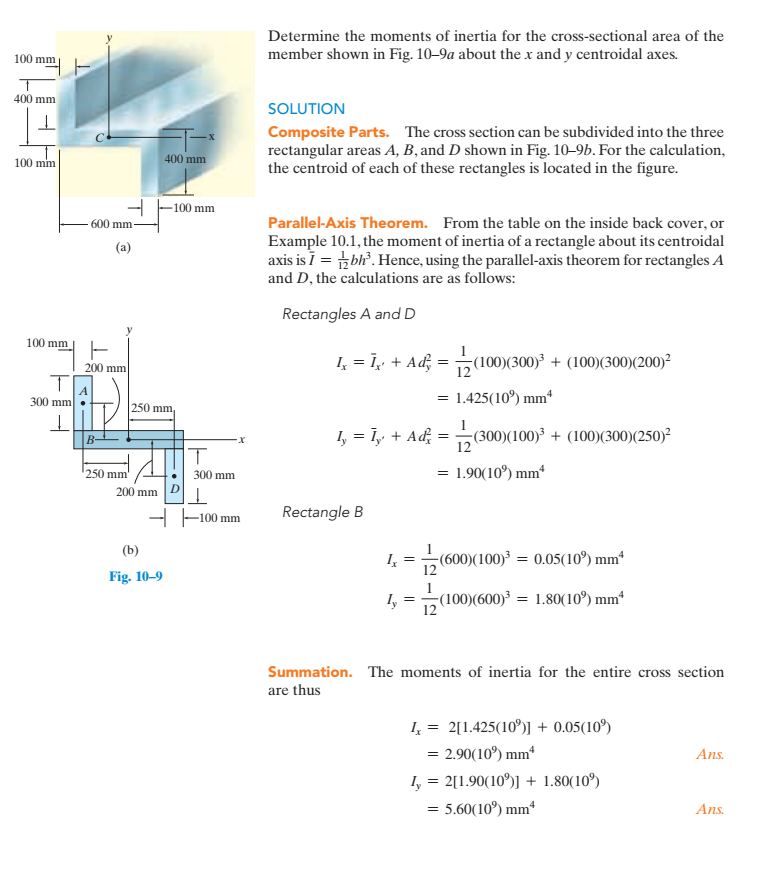 y
100 mm
400 mm
C
x
400 mm
100 mm
100 mm
600 mm
(a)
y
100 mm
200 mm
A
300 mm
250 mm
B
x
250 mm
300 mm
200 mm
D
100 mm
(b)
Fig. 10–9
Determine the moments of inertia for the cross-sectional area of the
member shown in Fig. 10–9a about the x and y centroidal axes.
SOLUTION
Composite Parts. The cross section can be subdivided into the three
rectangular areas A, B, and D shown in Fig. 10–9b. For the calculation,
the centroid of each of these rectangles is located in the figure.
Parallel-Axis Theorem. From the table on the inside back cover, or
Example 10.1, the moment of inertia of a rectangle about its centroidal
axis is Ī = 1/12 bh³. Hence, using the parallel-axis theorem for rectangles A
and D, the calculations are as follows:
Rectangles A and D
Iₓ = Īₓ′ + Ad_y² = 1/12 (100)(300)³ + (100)(300)(200)²
= 1.425(10⁹) mm⁴
I_y = Ī_y′ + Adₓ² = 1/12 (300)(100)³ + (100)(300)(250)²
= 1.90(10⁹) mm⁴
Rectangle B
Iₓ = 1/12 (600)(100)³ = 0.05(10⁹) mm⁴
I_y = 1/12 (100)(600)³ = 1.80(10⁹) mm⁴
Summation. The moments of inertia for the entire cross section
are thus
Iₓ = 2[1.425(10⁹)] + 0.05(10⁹)
= 2.90(10⁹) mm⁴ Ans.
I_y = 2[1.90(10⁹)] + 1.80(10⁹)
= 5.60(10⁹) mm⁴ Ans.